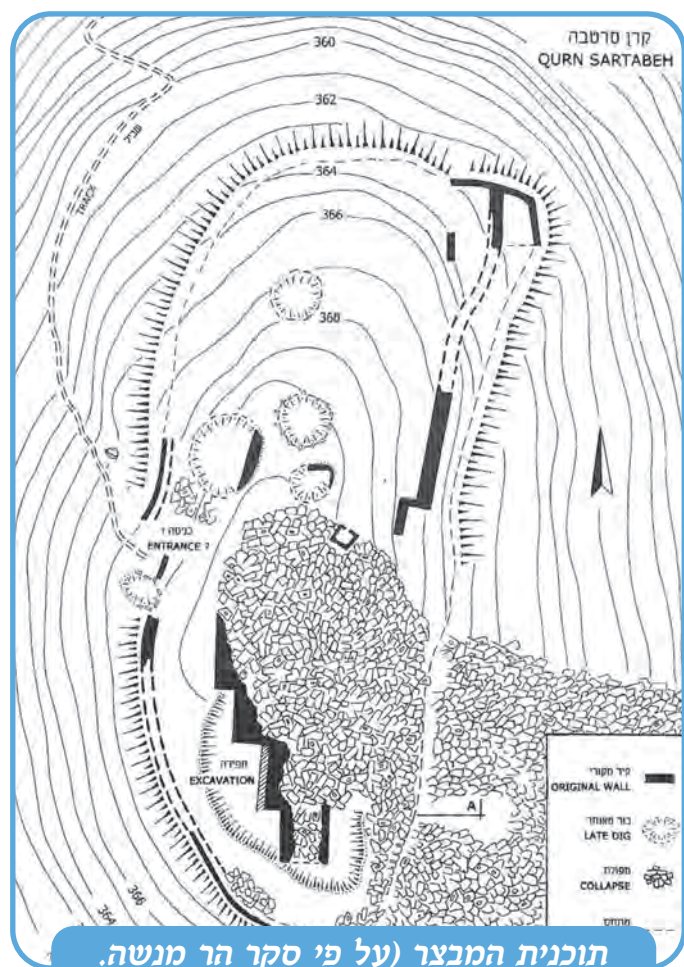 קרן סרטבה
QURN SARTABEH
360
362
364
366
368
שביל
TRACK
כניסה ?
ENTRANCE ?
חפירה
EXCAVATION
A
קיר מקורי
ORIGINAL WALL
בור מאוחר
LATE DIG
מפולת
COLLAPSE
366
364
תוכנית המבצר (על פי סקר הר מנשה.